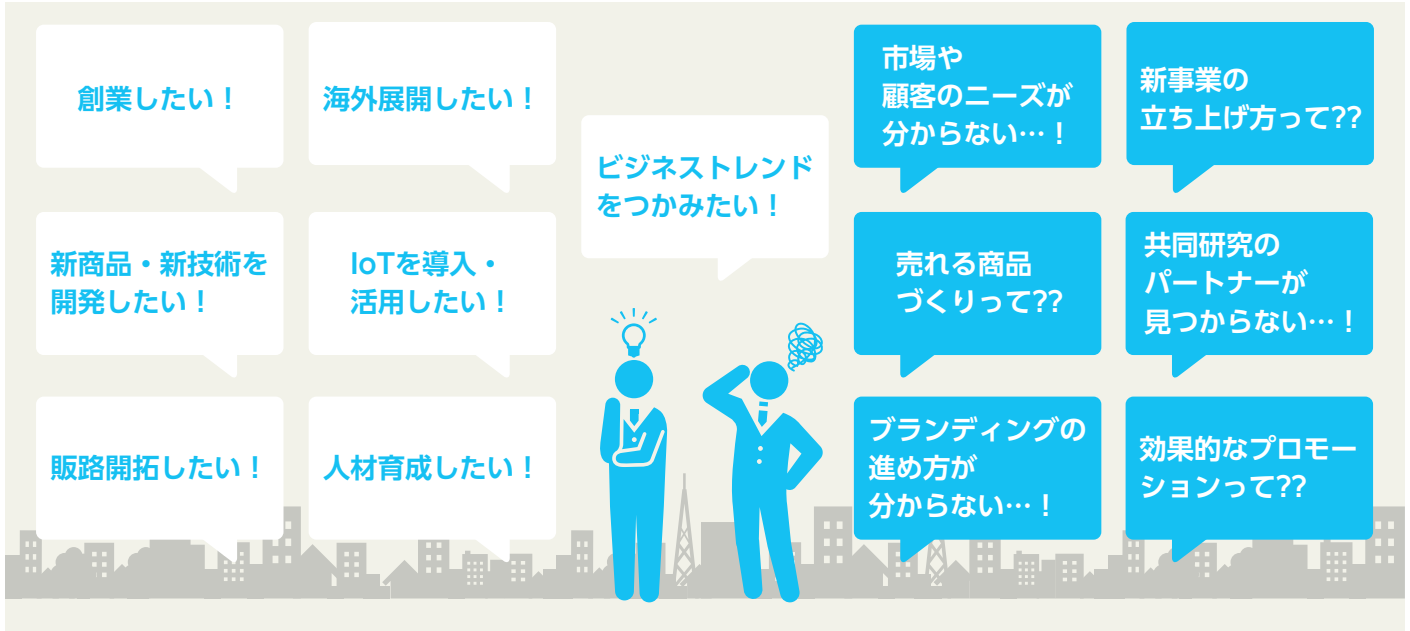 創業したい！
海外展開したい！
新商品・新技術を
開発したい！
IoTを導入・
活用したい！
販路開拓したい！
人材育成したい！
ビジネストレンド
をつかみたい！
市場や
顧客のニーズが
分からない…！
新事業の
立ち上げ方って??
売れる商品
づくりって??
共同研究の
パートナーが
見つからない…！
ブランディングの
進め方が
分からない…！
効果的なプロモー
ションって??